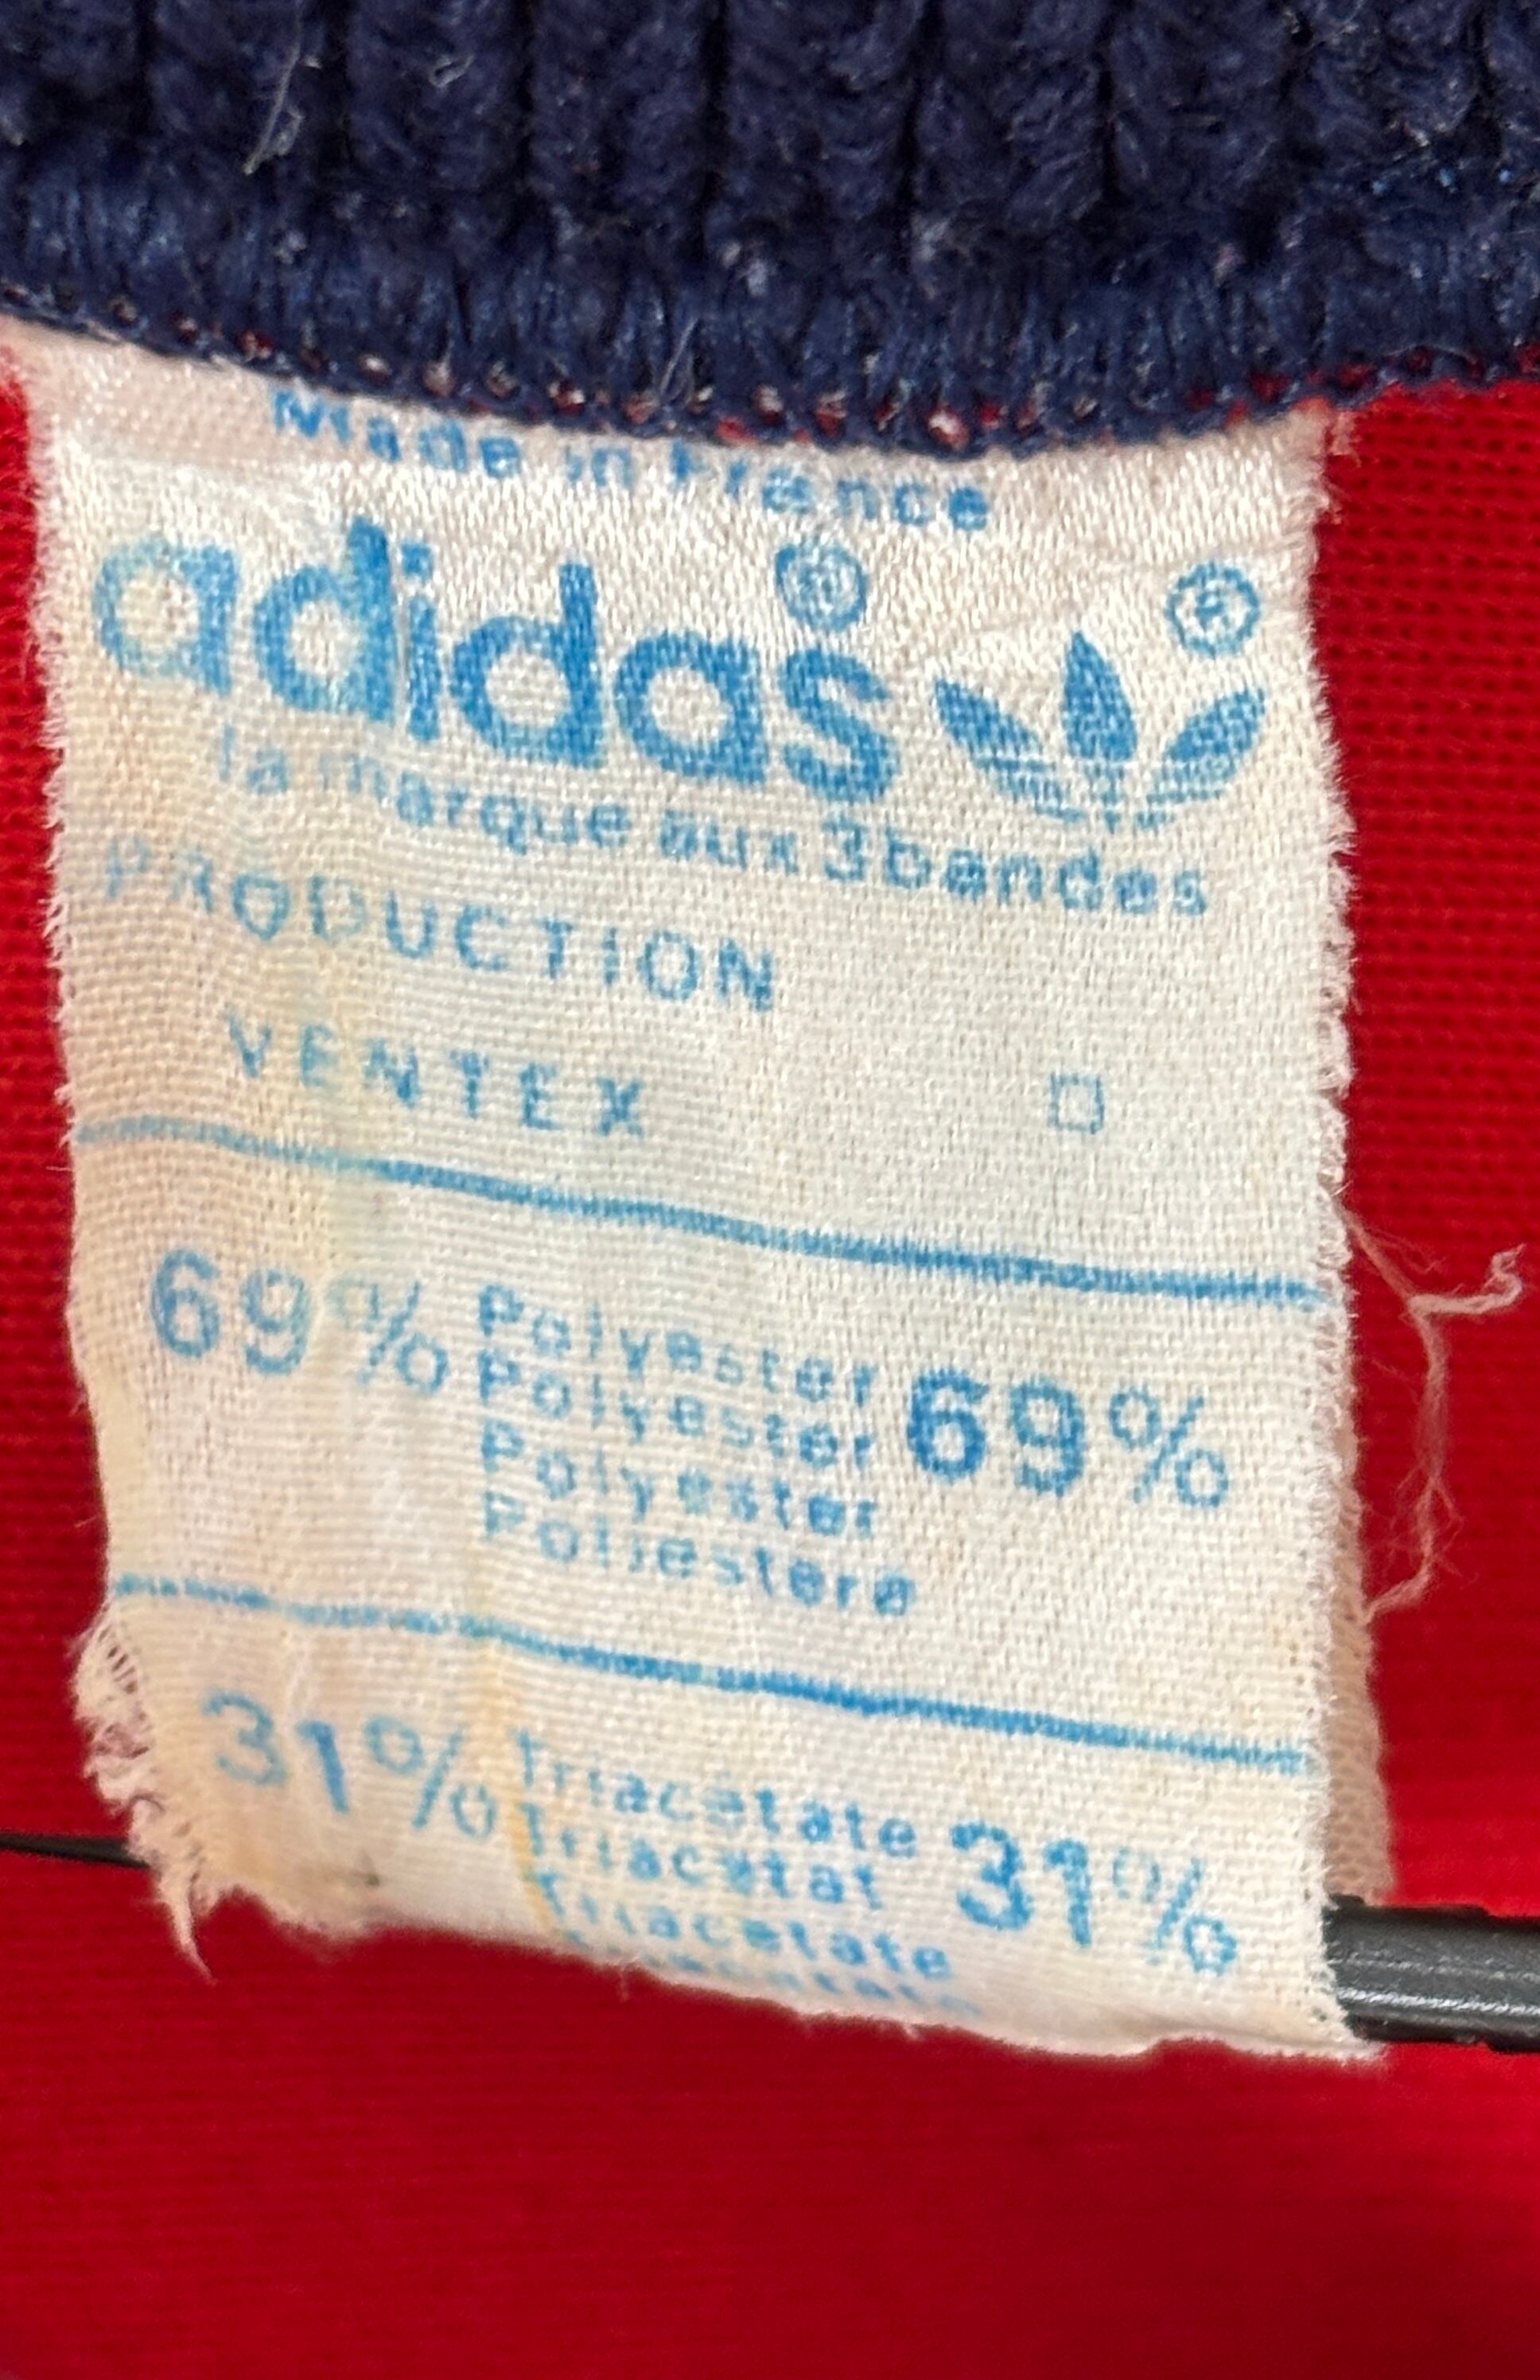 Made in France
adidas®
®
la marque aux 3 bandes
PRODUCTION
VENTEX
69% Polyester 69%
Polyester
Polyester
Poliestere
31% Triacetate 31%
Triacetat
Triacetate